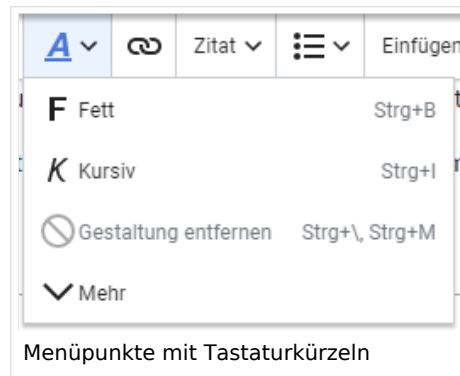 A Zitat Einfügen
F Fett Strg+B
K Kursiv Strg+I
Gestaltung entfernen Strg+\, Strg+M
Mehr
Menüpunkte mit Tastaturkürzeln